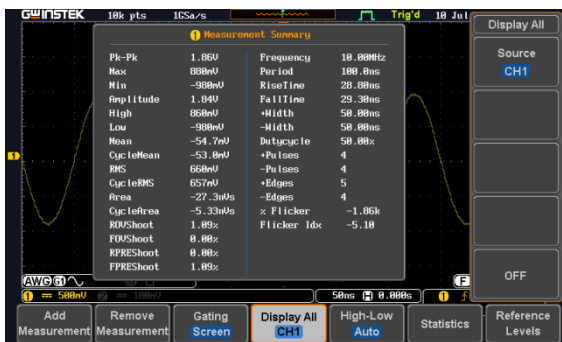 GWINSTEK 10k pts 1GSa/s Trig'd 10 Jul
Display All
1 Measurement Summary
Source
CH1
Pk-Pk 1.86V Frequency 10.00MHz
Max 880mV Period 100.0ns
Min -980mV RiseTime 28.80ns
Amplitude 1.84V FallTime 29.30ns
High 860mV +Width 50.00ns
Low -980mV -Width 50.00ns
Mean -54.7mV Dutycycle 50.00%
CycleMean -53.0mV +Pulses 4
RMS 660mV -Pulses 4
CycleRMS 657mV +Edges 5
Area -27.3nVs -Edges 4
CycleArea -5.33nVs % Flicker -1.86k
ROVShoot 1.09% Flicker Idx -5.10
FOVShoot 0.00%
RPREShoot 0.00%
FPREShoot 1.09%
1
OFF
AWG G1 F
1 500mV 2 100mV 50ns H 0.000s 1 f
Add Measurement
Remove Measurement
Gating
Screen
Display All
CH1
High-Low
Auto
Statistics
Reference Levels